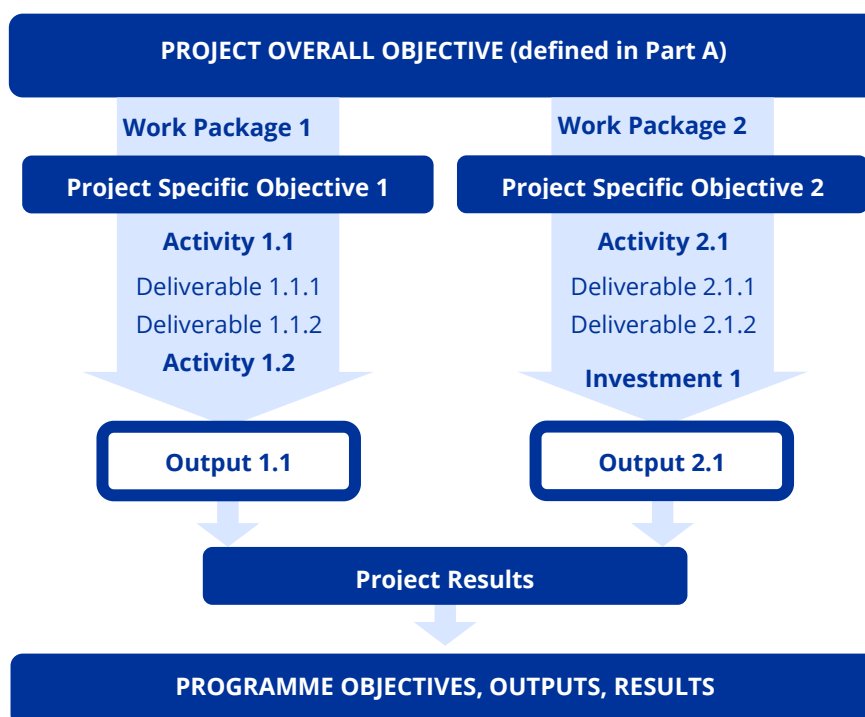 PROJECT OVERALL OBJECTIVE (defined in Part A)
Work Package 1
Project Specific Objective 1
Activity 1.1
Deliverable 1.1.1
Deliverable 1.1.2
Activity 1.2
Output 1.1
Work Package 2
Project Specific Objective 2
Activity 2.1
Deliverable 2.1.1
Deliverable 2.1.2
Investment 1
Output 2.1
Project Results
PROGRAMME OBJECTIVES, OUTPUTS, RESULTS